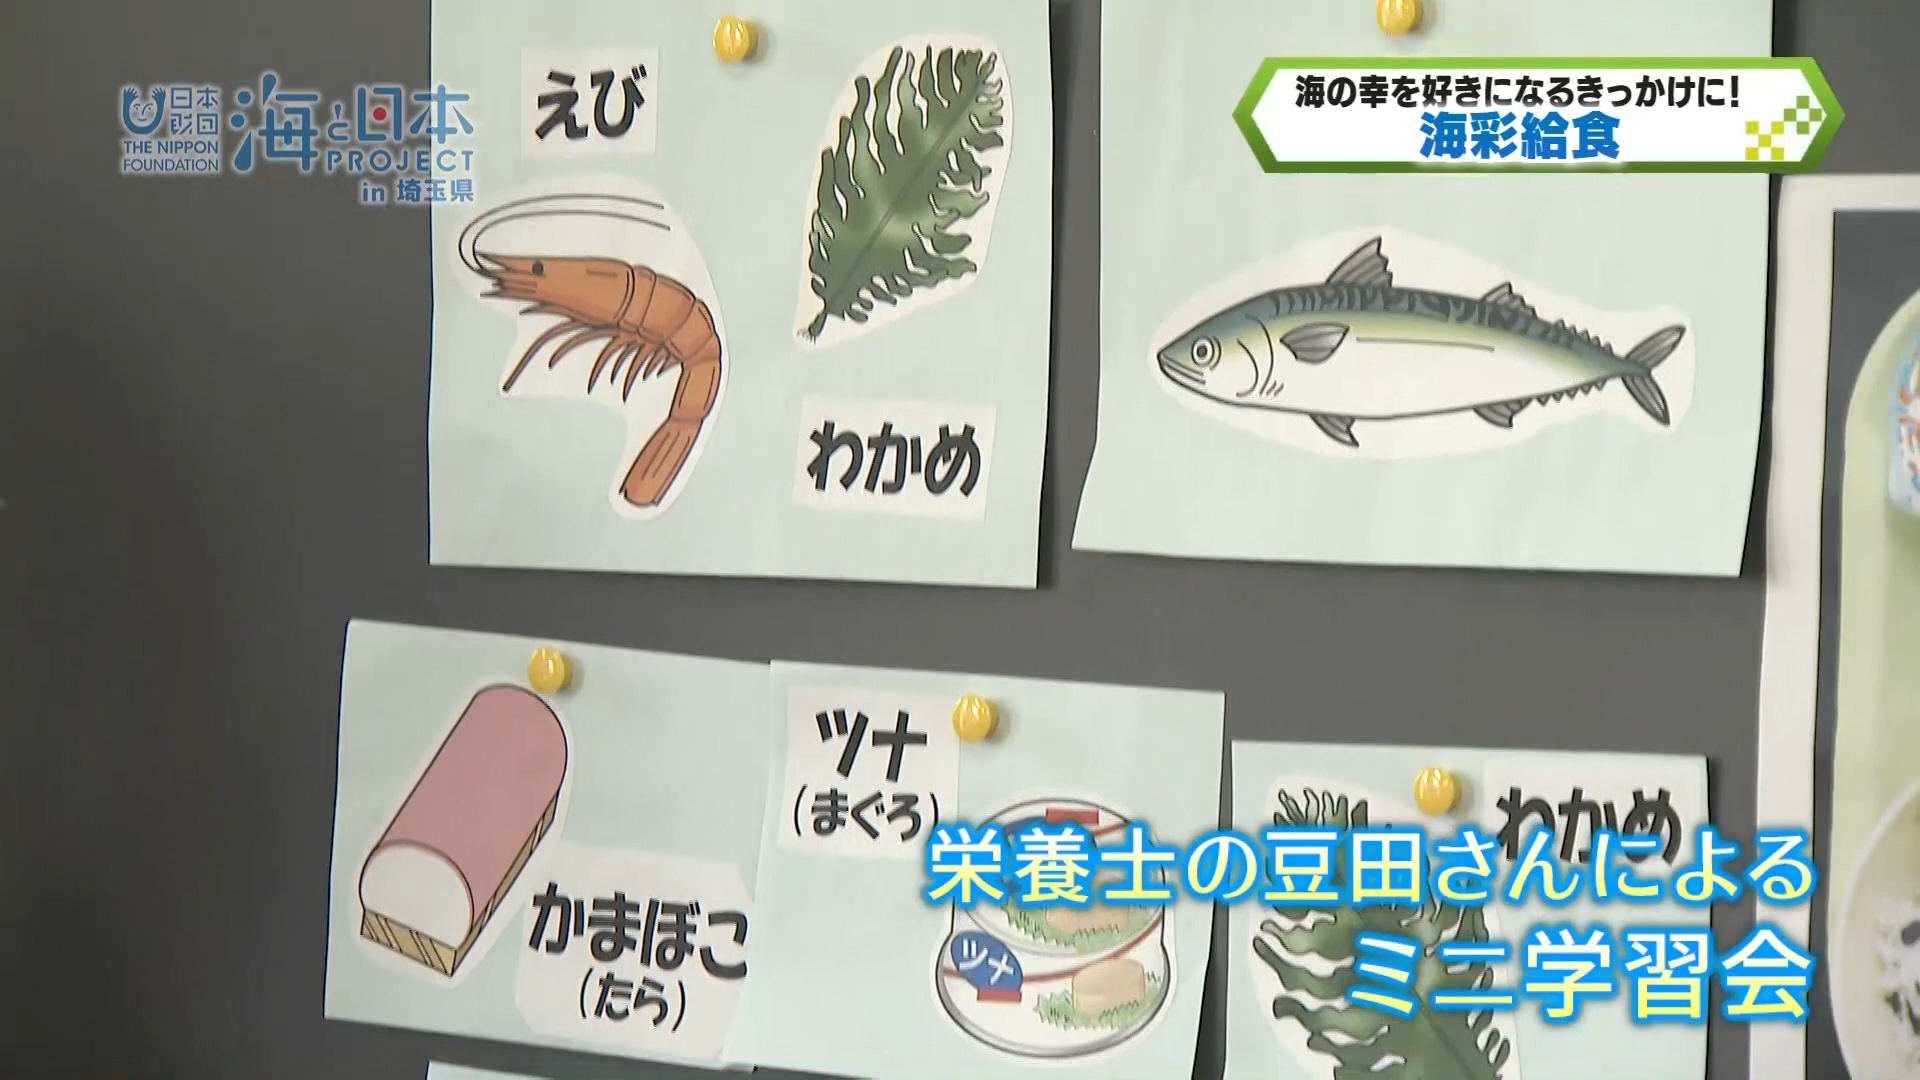 日本
財団
THE NIPPON
FOUNDATION
海と日本
PROJECT
in 埼玉県
海の幸を好きになるきっかけに!
海彩給食
えび
わかめ
かまぼこ
(たら)
ツナ
(まぐろ)
ツナ
わかめ
栄養士の豆田さんによる
ミニ学習会